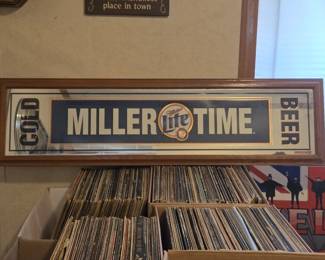 place in town
COLD
MILLER Lite TIME
BEER